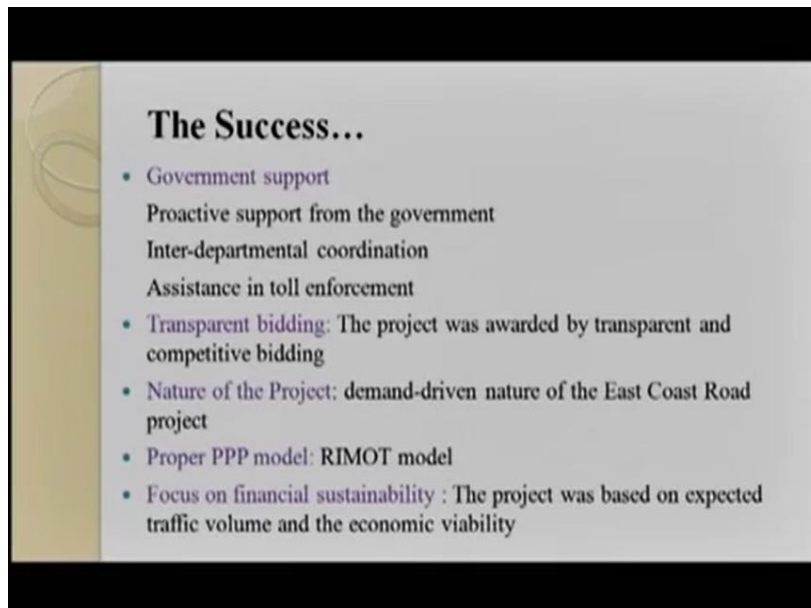 The Success...
• Government support
Proactive support from the government
Inter-departmental coordination
Assistance in toll enforcement
• Transparent bidding: The project was awarded by transparent and
competitive bidding
• Nature of the Project: demand-driven nature of the East Coast Road
project
• Proper PPP model: RIMOT model
• Focus on financial sustainability : The project was based on expected
traffic volume and the economic viability